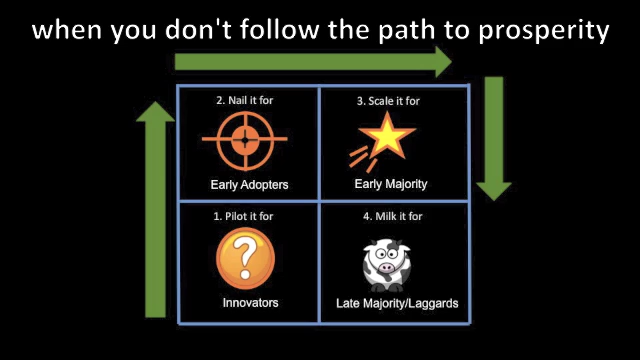 when you don't follow the path to prosperity
2. Nail it for
Early Adopters
3. Scale it for
Early Majority
1. Pilot it for
?
Innovators
4. Milk it for
Late Majority/Laggards